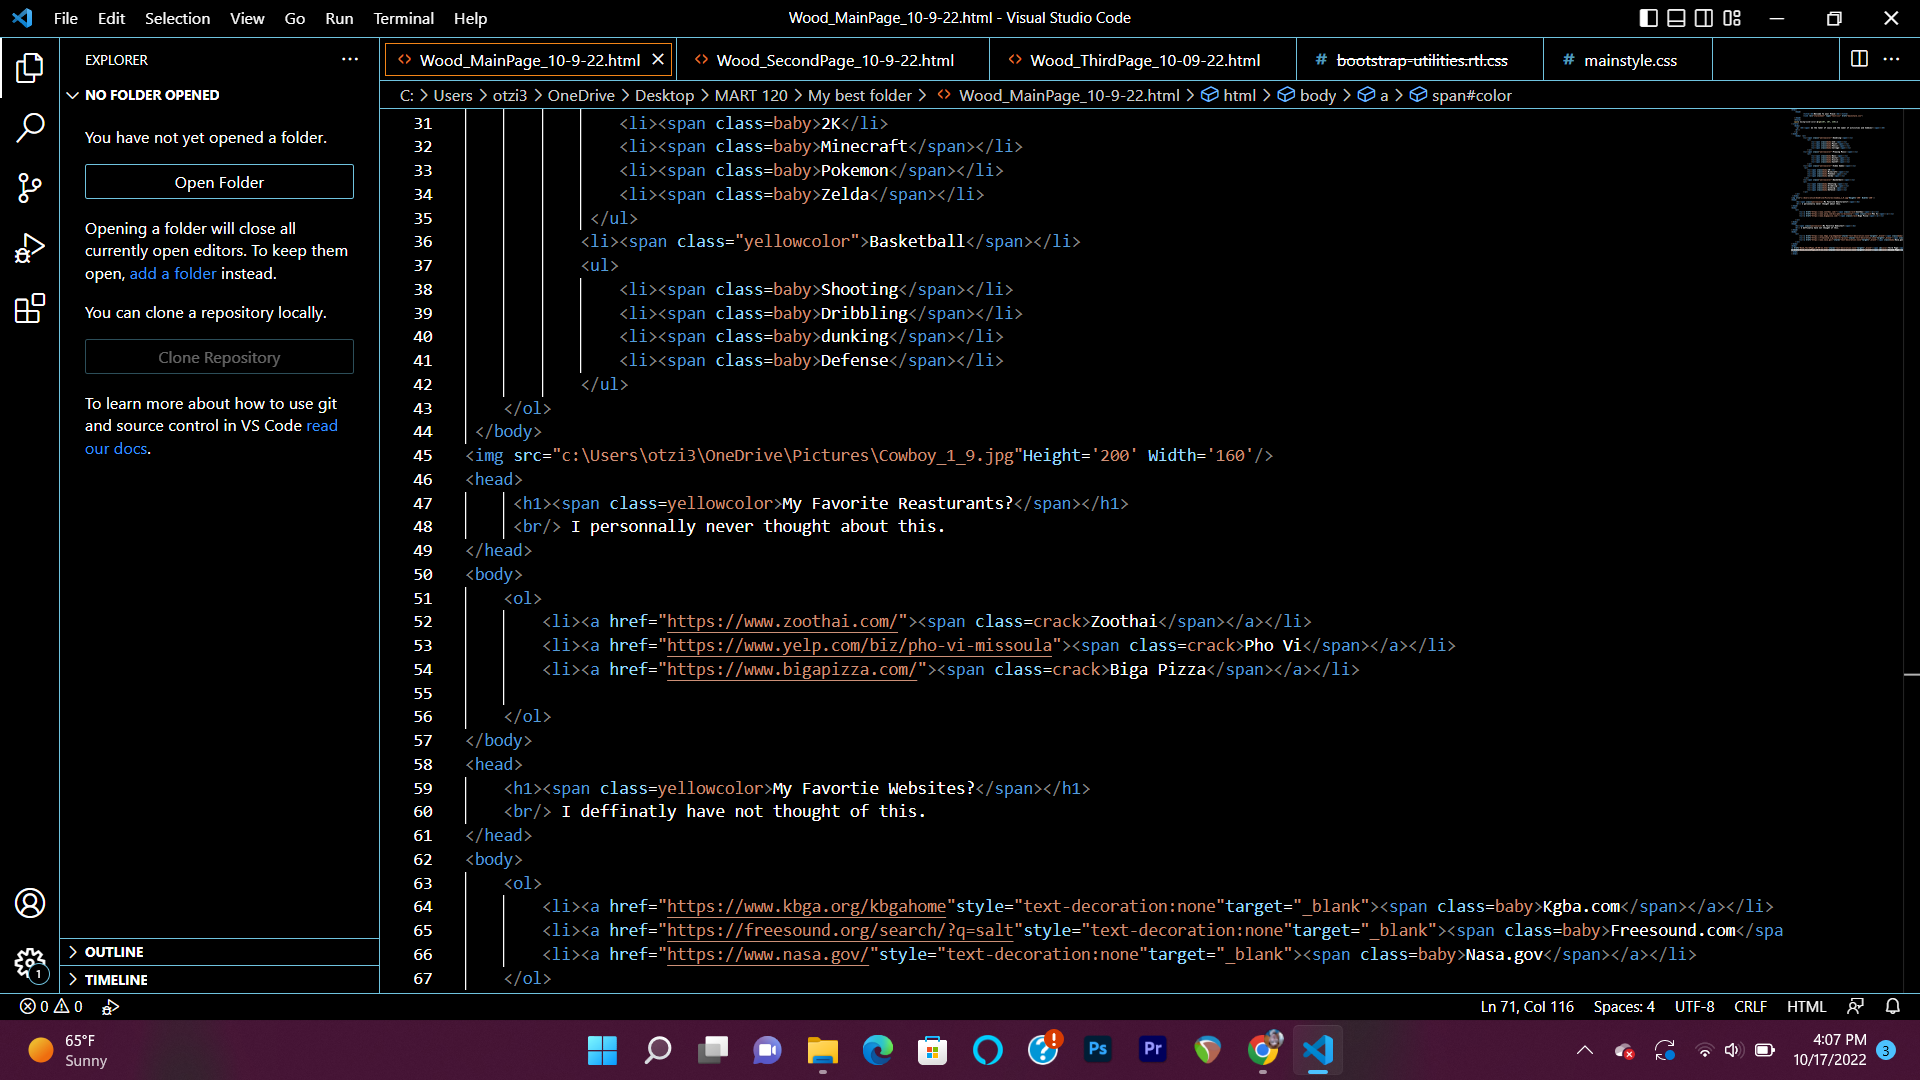 File Edit Selection View Go Run Terminal Help
Wood_MainPage_10-9-22.html - Visual Studio Code
EXPLORER
Wood_MainPage_10-9-22.html
Wood_SecondPage_10-9-22.html
Wood_ThirdPage_10-09-22.html
# bootstrap-utilities.rtl.css
# mainstyle.css
NO FOLDER OPENED
C: > Users > otzi3 > OneDrive > Desktop > MART 120 > My best folder > Wood_MainPage_10-9-22.html > html > body > a > span#color
You have not yet opened a folder.
Open Folder
Opening a folder will close all
currently open editors. To keep them
open, add a folder instead.
You can clone a repository locally.
Clone Repository
To learn more about how to use git
and source control in VS Code read
our docs.
31 <li><span class=baby>2K</li>
32 <li><span class=baby>Minecraft</span></li>
33 <li><span class=baby>Pokemon</span></li>
34 <li><span class=baby>Zelda</span></li>
35 </ul>
36 <li><span class="yellowcolor">Basketball</span></li>
37 <ul>
38 <li><span class=baby>Shooting</span></li>
39 <li><span class=baby>Dribbling</span></li>
40 <li><span class=baby>dunking</span></li>
41 <li><span class=baby>Defense</span></li>
42 </ul>
43 </ol>
44 </body>
45 <img src="c:\Users\otzi3\OneDrive\Pictures\Cowboy_1_9.jpg"Height='200' Width='160'/>
46 <head>
47 <h1><span class=yellowcolor>My Favorite Reasturants?</span></h1>
48 <br/> I personnally never thought about this.
49 </head>
50 <body>
51 <ol>
52 <li><a href="https://www.zoothai.com/"><span class=crack>Zoothai</span></a></li>
53 <li><a href="https://www.yelp.com/biz/pho-vi-missoula"><span class=crack>Pho Vi</span></a></li>
54 <li><a href="https://www.bigapizza.com/"><span class=crack>Biga Pizza</span></a></li>
55
56 </ol>
57 </body>
58 <head>
59 <h1><span class=yellowcolor>My Favortie Websites?</span></h1>
60 <br/> I deffinatly have not thought of this.
61 </head>
62 <body>
63 <ol>
64 <li><a href="https://www.kbga.org/kbgahome"style="text-decoration:none"target="_blank"><span class=baby>Kgba.com</span></a></li>
65 <li><a href="https://freesound.org/search/?q=salt"style="text-decoration:none"target="_blank"><span class=baby>Freesound.com</spa
66 <li><a href="https://www.nasa.gov/"style="text-decoration:none"target="_blank"><span class=baby>Nasa.gov</span></a></li>
67 </ol>
OUTLINE
TIMELINE
1
0 0
Ln 71, Col 116 Spaces: 4 UTF-8 CRLF HTML
65°F
Sunny
Ps
Pr
4:07 PM
10/17/2022
3